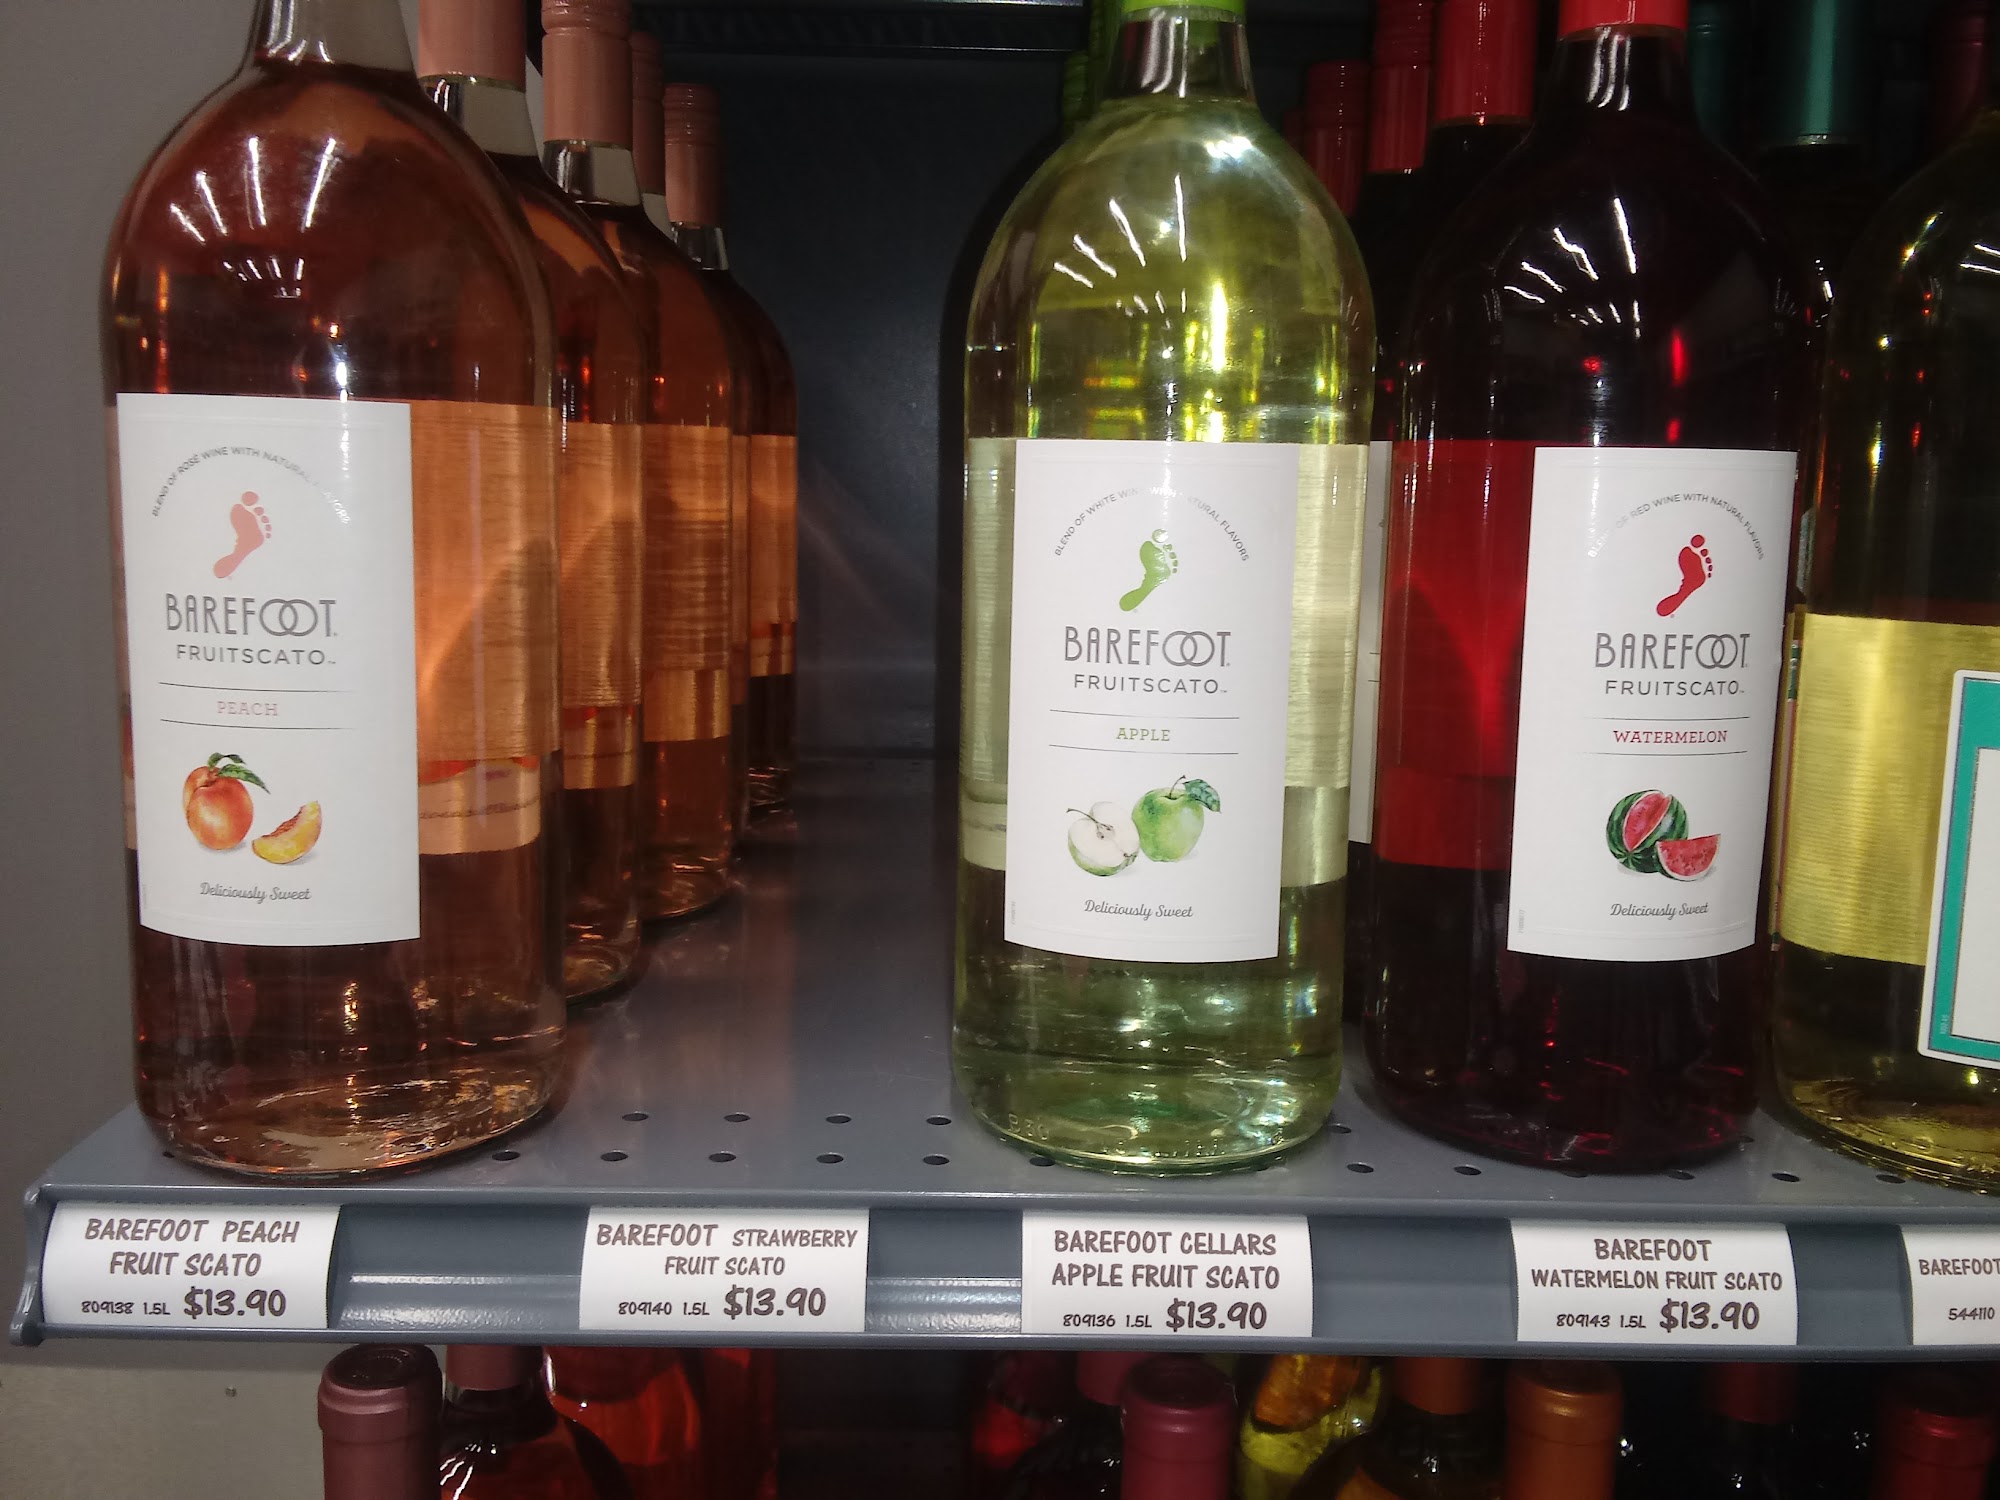 BLEND OF ROSÉ WINE WITH NATURAL FLAVORS
BAREFOOT
FRUITSCATO
PEACH
Deliciously Sweet
BLEND OF WHITE WINE WITH NATURAL FLAVORS
BAREFOOT
FRUITSCATO
APPLE
Deliciously Sweet
BLEND OF RED WINE WITH NATURAL FLAVORS
BAREFOOT
FRUITSCATO
WATERMELON
Deliciously Sweet
BAREFOOT PEACH
FRUIT SCATO
809138 1.5L $13.90
BAREFOOT STRAWBERRY
FRUIT SCATO
809140 1.5L $13.90
BAREFOOT CELLARS
APPLE FRUIT SCATO
809136 1.5L $13.90
BAREFOOT
WATERMELON FRUIT SCATO
809143 1.5L $13.90
BAREFOOT
544110